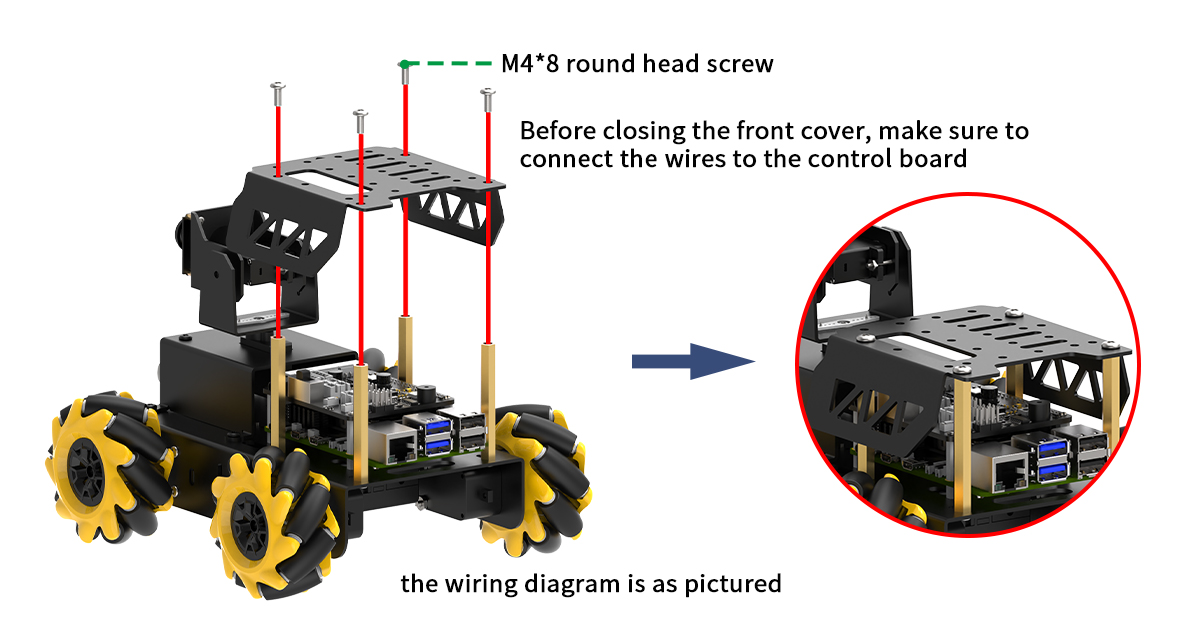 M4*8 round head screw
Before closing the front cover, make sure to
connect the wires to the control board
the wiring diagram is as pictured